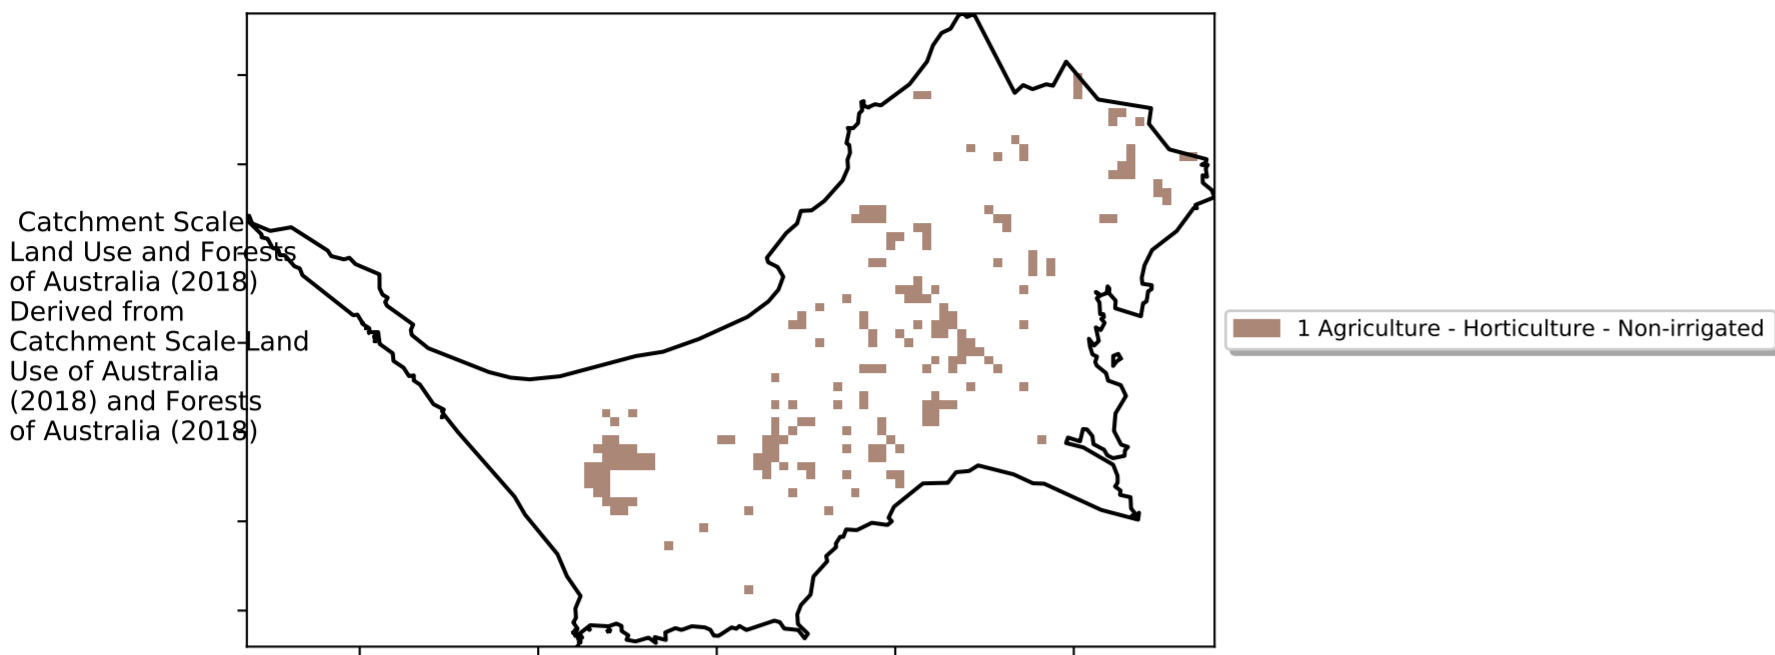 Catchment Scale
Land Use and Forests
of Australia (2018)
Derived from
Catchment Scale Land
Use of Australia
(2018) and Forests
of Australia (2018)
1 Agriculture - Horticulture - Non-irrigated